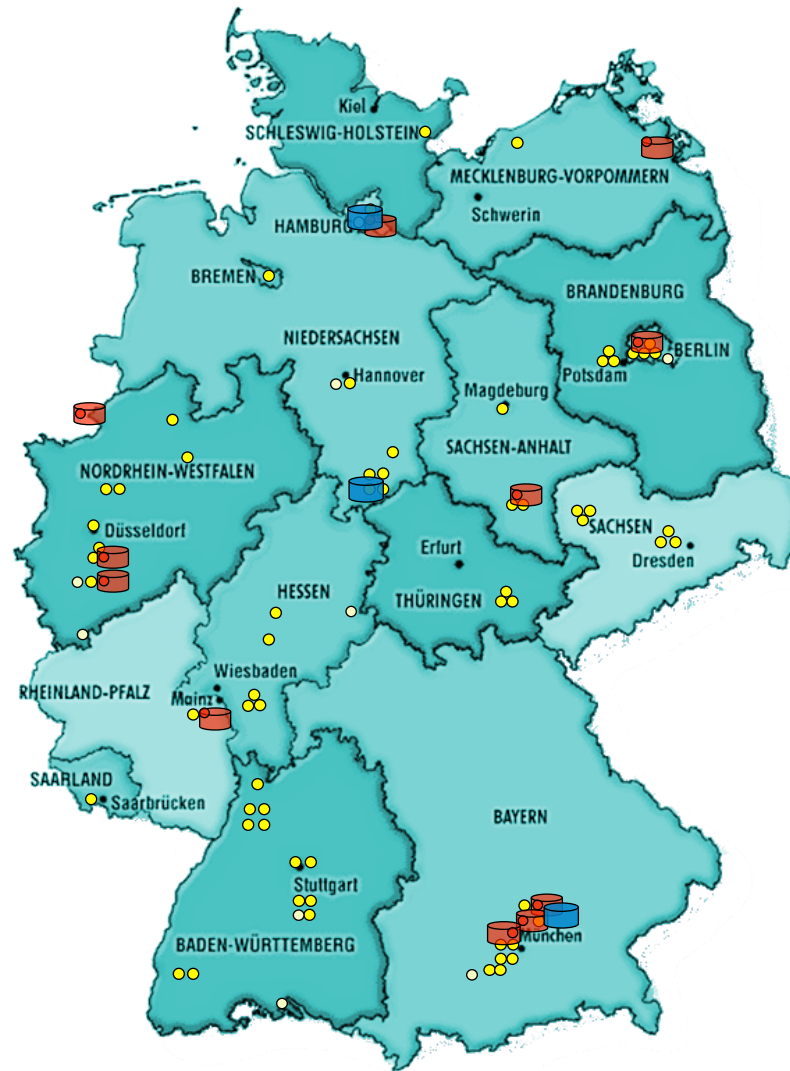 Kiel
SCHLESWIG-HOLSTEIN
MECKLENBURG-VORPOMMERN
Schwerin
HAMBURG
BREMEN
BRANDENBURG
NIEDERSACHSEN
BERLIN
Hannover
Potsdam
Magdeburg
SACHSEN-ANHALT
NORDRHEIN-WESTFALEN
Düsseldorf
SACHSEN
Erfurt
Dresden
HESSEN
THÜRINGEN
Wiesbaden
RHEINLAND-PFALZ
Mainz
SAARLAND
Saarbrücken
BAYERN
Stuttgart
München
BADEN-WÜRTTEMBERG